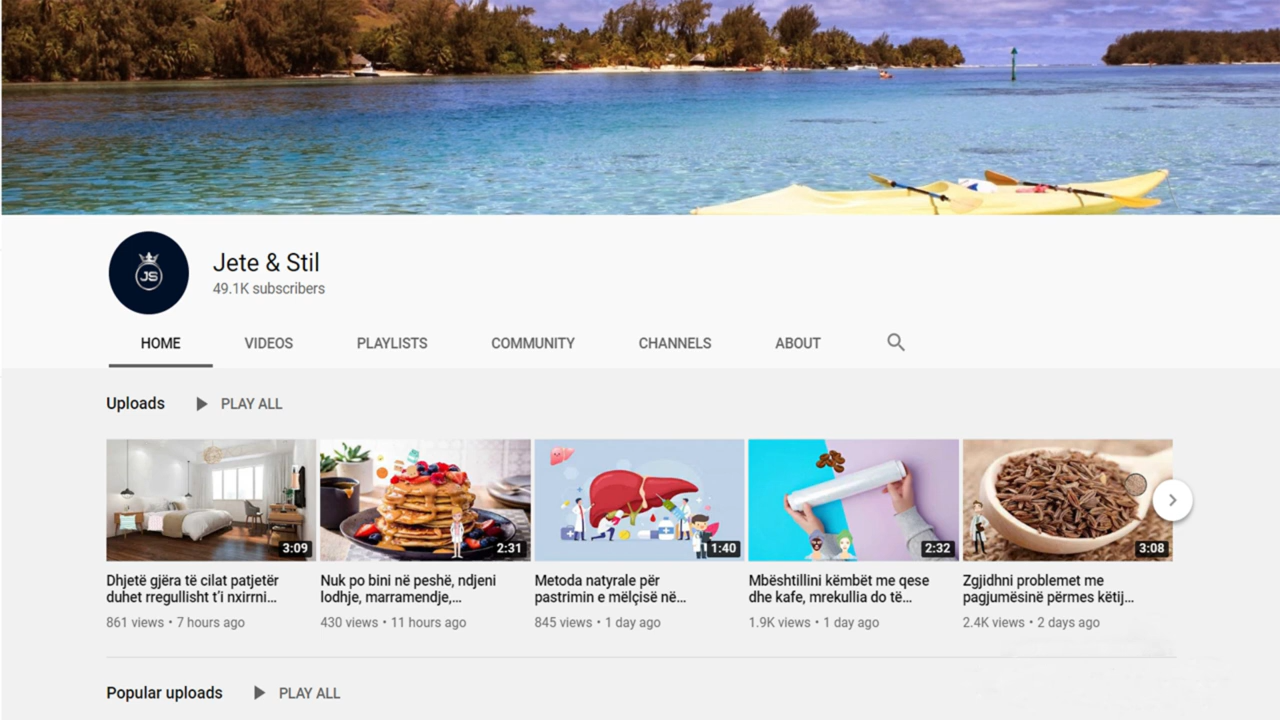 JS
Jete & Stil
49.1K subscribers
HOME VIDEOS PLAYLISTS COMMUNITY CHANNELS ABOUT
Uploads PLAY ALL
3:09 2:31 1:40 2:32 3:08
Dhjetë gjëra të cilat patjetër
duhet rregullisht t'i nxirrni...
861 views • 7 hours ago
Nuk po bini në peshë, ndjeni
lodhje, marramendje,...
430 views • 11 hours ago
Metoda natyrale për
pastrimin e mëlçisë në...
845 views • 1 day ago
Mbështillini këmbët me qese
dhe kafe, mrekullia do të...
1.9K views • 1 day ago
Zgjidhni problemet me
pagjumësinë përmes këtij...
2.4K views • 2 days ago
Popular uploads PLAY ALL